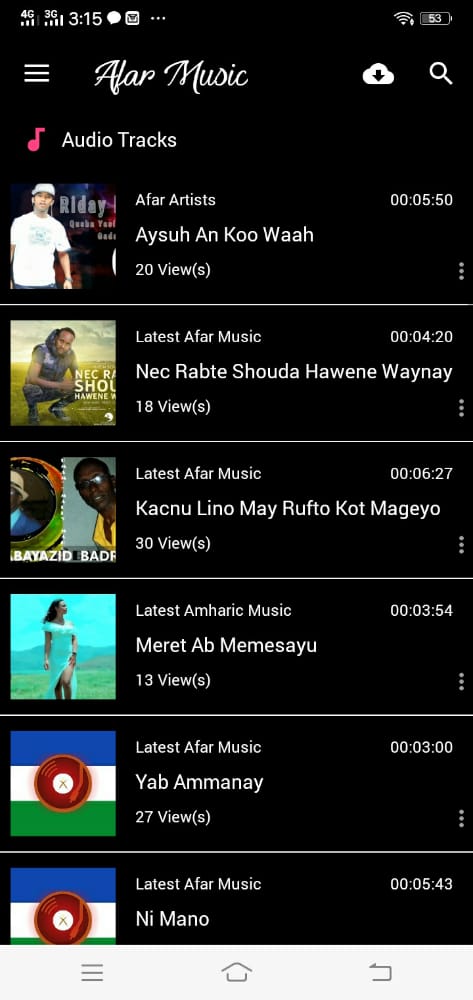 4G 3G 3:15 53
Afar Music
Audio Tracks
Afar Artists 00:05:50
Aysuh An Koo Waah
20 View(s)
Latest Afar Music 00:04:20
NEC RA
SHOU
HAWENE W
Nec Rabte Shouda Hawene Waynay
18 View(s)
Latest Afar Music 00:06:27
Kacnu Lino May Rufto Kot Mageyo
30 View(s)
BAYAZID BADR
Latest Amharic Music 00:03:54
Meret Ab Memesayu
13 View(s)
Latest Afar Music 00:03:00
Yab Ammanay
27 View(s)
Latest Afar Music 00:05:43
Ni Mano